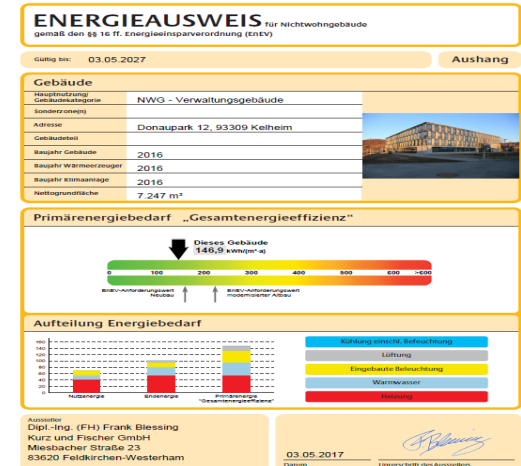 ENERGIEAUSWEIS für Nichtwohngebäude
gemäß den §§ 16 ff. Energieeinsparverordnung (EnEV)
Gültig bis: 03.05.2027
Aushang
Gebäude
Hauptnutzung/
Gebäudekategorie
NWG - Verwaltungsgebäude
Sonderzone(n)
Adresse
Donaupark 12, 93309 Kelheim
Gebäudeteil
Baujahr Gebäude 2016
Baujahr Wärmeerzeuger 2016
Baujahr Klimaanlage 2016
Nettogrundfläche 7.247 m²
Primärenergiebedarf „Gesamtenergieeffizienz"
Dieses Gebäude
146,9 kWh/(m²·a)
0 100 200 300 400 500 600 >600
EnEV-Anforderungswert
Neubau
EnEV-Anforderungswert
modernisierter Altbau
Aufteilung Energiebedarf
160
140
120
100
80
60
40
20
0
Nutzenergie Endenergie Primärenergie
"Gesamtenergieeffizienz"
Kühlung einschl. Befeuchtung
Lüftung
Eingebaute Beleuchtung
Warmwasser
Heizung
Aussteller
Dipl.-Ing. (FH) Frank Blessing
Kurz und Fischer GmbH
Miesbacher Straße 23
83620 Feldkirchen-Westerham
03.05.2017
Datum
Unterschrift des Ausstellers